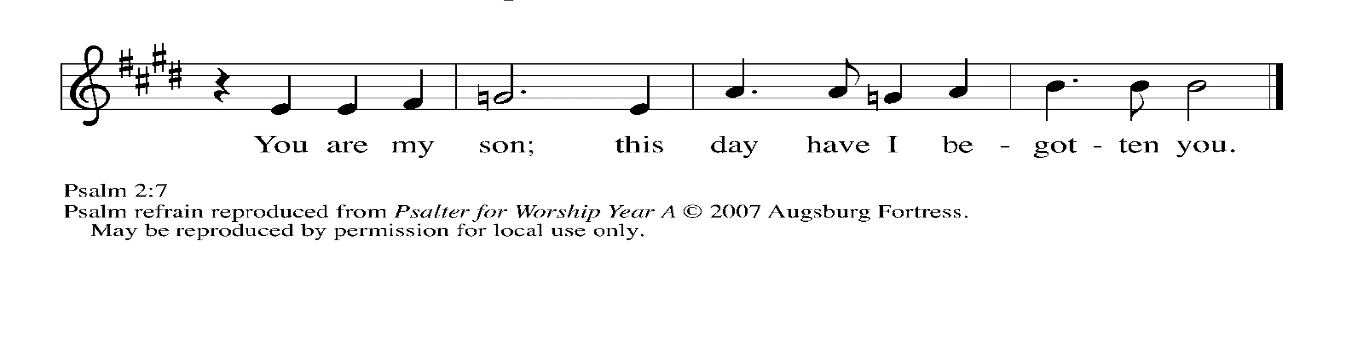 You are my son; this day have I be - got - ten you.
Psalm 2:7
Psalm refrain reproduced from Psalter for Worship Year A © 2007 Augsburg Fortress.
May be reproduced by permission for local use only.